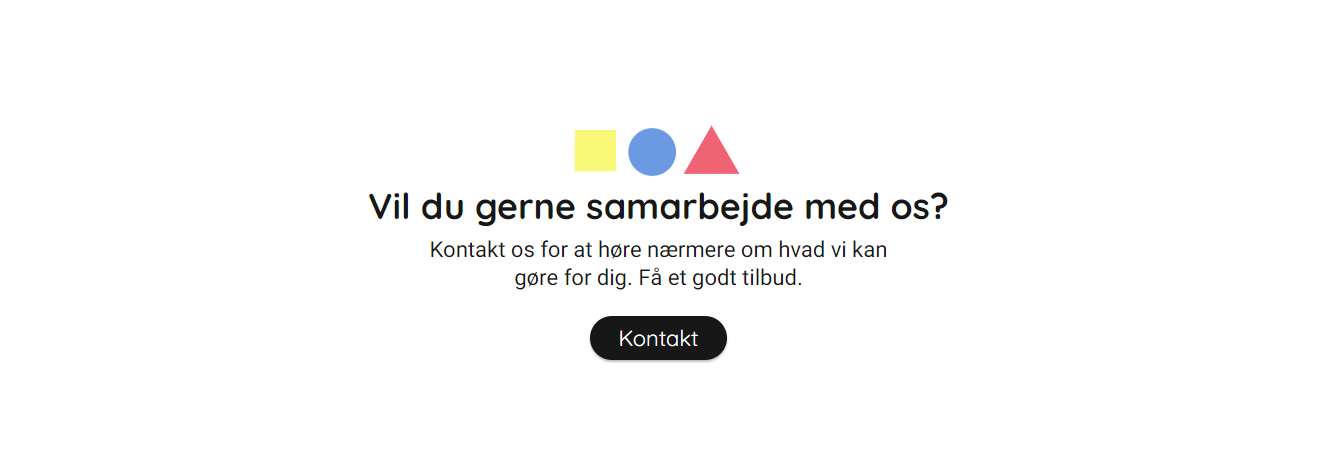 Vil du gerne samarbejde med os?
Kontakt os for at høre nærmere om hvad vi kan
gøre for dig. Få et godt tilbud.
Kontakt